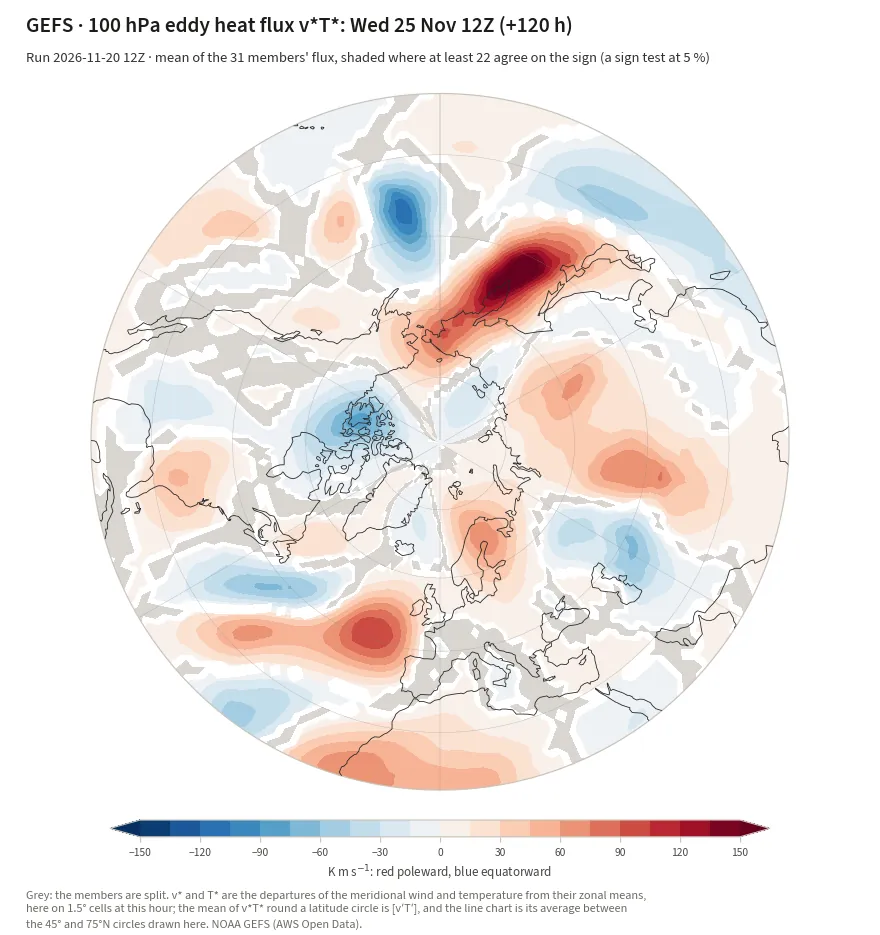 GEFS · 100 hPa eddy heat flux v*T*: Wed 25 Nov 12Z (+120 h)
Run 2026-11-20 12Z · mean of the 31 members' flux, shaded where at least 22 agree on the sign (a sign test at 5 %)
−150 −120 −90 −60 −30 0 30 60 90 120 150
K m s⁻¹: red poleward, blue equatorward
Grey: the members are split. v* and T* are the departures of the meridional wind and temperature from their zonal means,
here on 1.5° cells at this hour; the mean of v*T* round a latitude circle is [v'T'], and the line chart is its average between
the 45° and 75°N circles drawn here. NOAA GEFS (AWS Open Data).